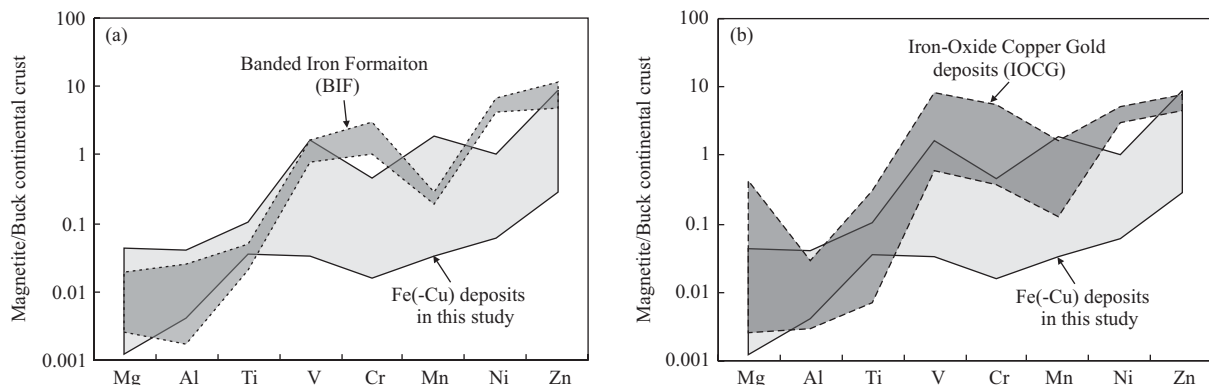 (a)
Magnetite/Buck continental crust
100
10
1
0.1
0.01
0.001
Banded Iron Formaiton
(BIF)
Fe(-Cu) deposits
in this study
Mg Al Ti V Cr Mn Ni Zn
(b)
Magnetite/Buck continental crust
100
10
1
0.1
0.01
0.001
Iron-Oxide Copper Gold
deposits (IOCG)
Fe(-Cu) deposits
in this study
Mg Al Ti V Cr Mn Ni Zn